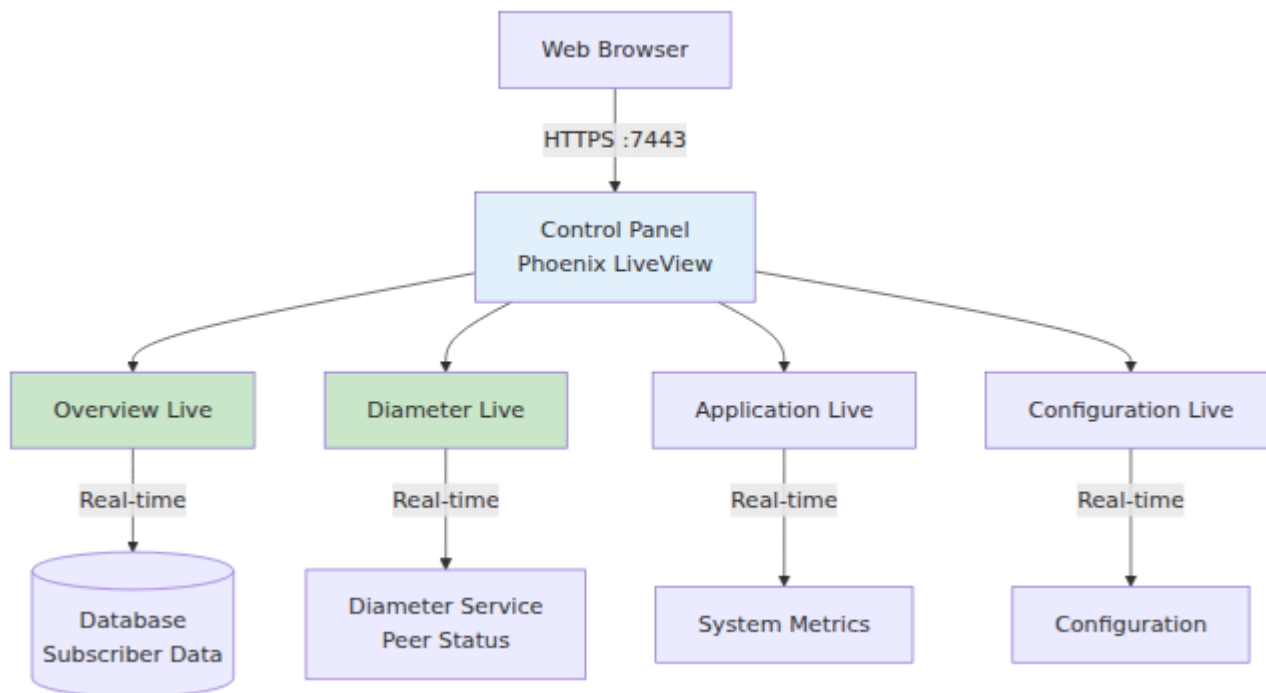 Web Browser
HTTPS :7443
Control Panel
Phoenix LiveView
Overview Live
Diameter Live
Application Live
Configuration Live
Real-time
Real-time
Real-time
Real-time
Database
Subscriber Data
Diameter Service
Peer Status
System Metrics
Configuration